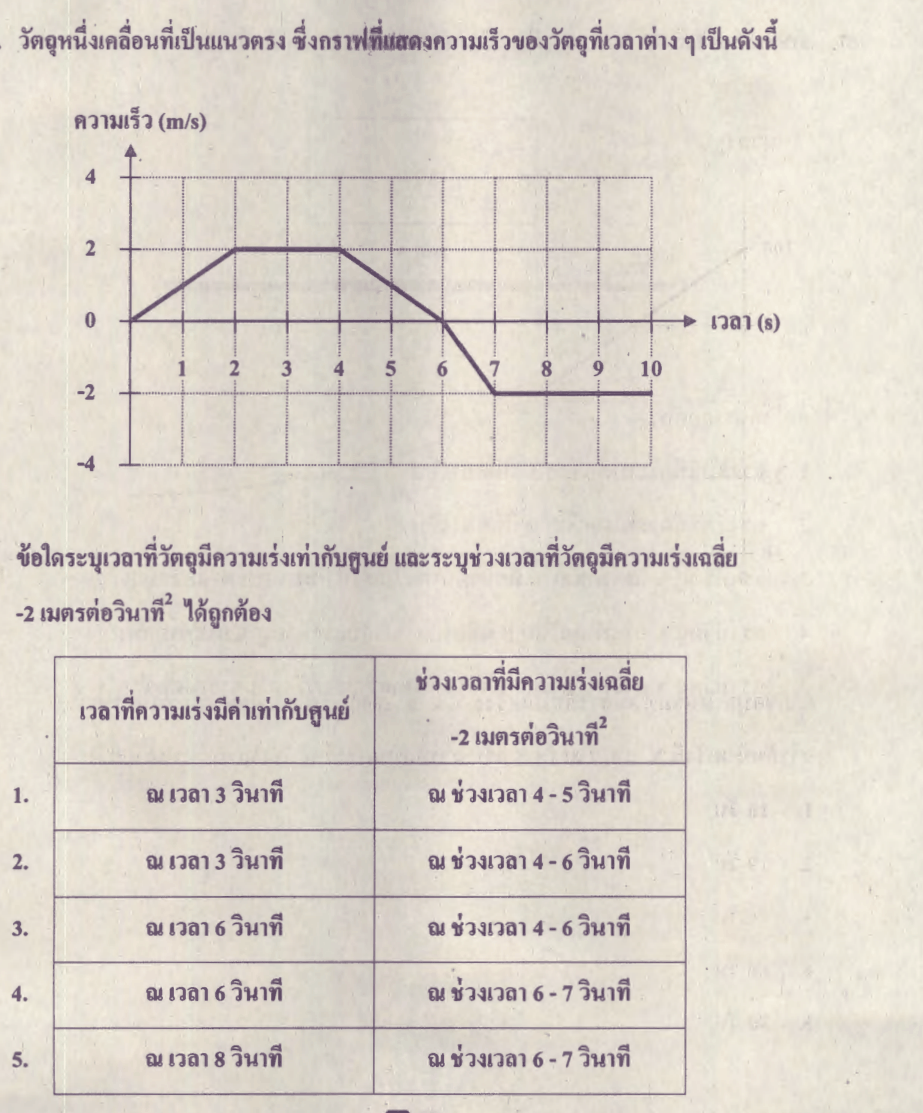 วัตถุหนึ่งเคลื่อนที่เป็นแนวตรง ซึ่งกราฟที่แสดงความเร็วของวัตถุที่เวลาต่าง ๆ เป็นดังนี้
ความเร็ว (m/s)
4
2
0
-2
-4
1 2 3 4 5 6 7 8 9 10
เวลา (s)
ข้อใดระบุเวลาที่วัตถุมีความเร่งเท่ากับศูนย์ และระบุช่วงเวลาที่วัตถุมีความเร่งเฉลี่ย
-2 เมตรต่อวินาที² ได้ถูกต้อง
เวลาที่ความเร่งมีค่าเท่ากับศูนย์
ช่วงเวลาที่มีความเร่งเฉลี่ย
-2 เมตรต่อวินาที²
1. ณ เวลา 3 วินาที ณ ช่วงเวลา 4 - 5 วินาที
2. ณ เวลา 3 วินาที ณ ช่วงเวลา 4 - 6 วินาที
3. ณ เวลา 6 วินาที ณ ช่วงเวลา 4 - 6 วินาที
4. ณ เวลา 6 วินาที ณ ช่วงเวลา 6 - 7 วินาที
5. ณ เวลา 8 วินาที ณ ช่วงเวลา 6 - 7 วินาที